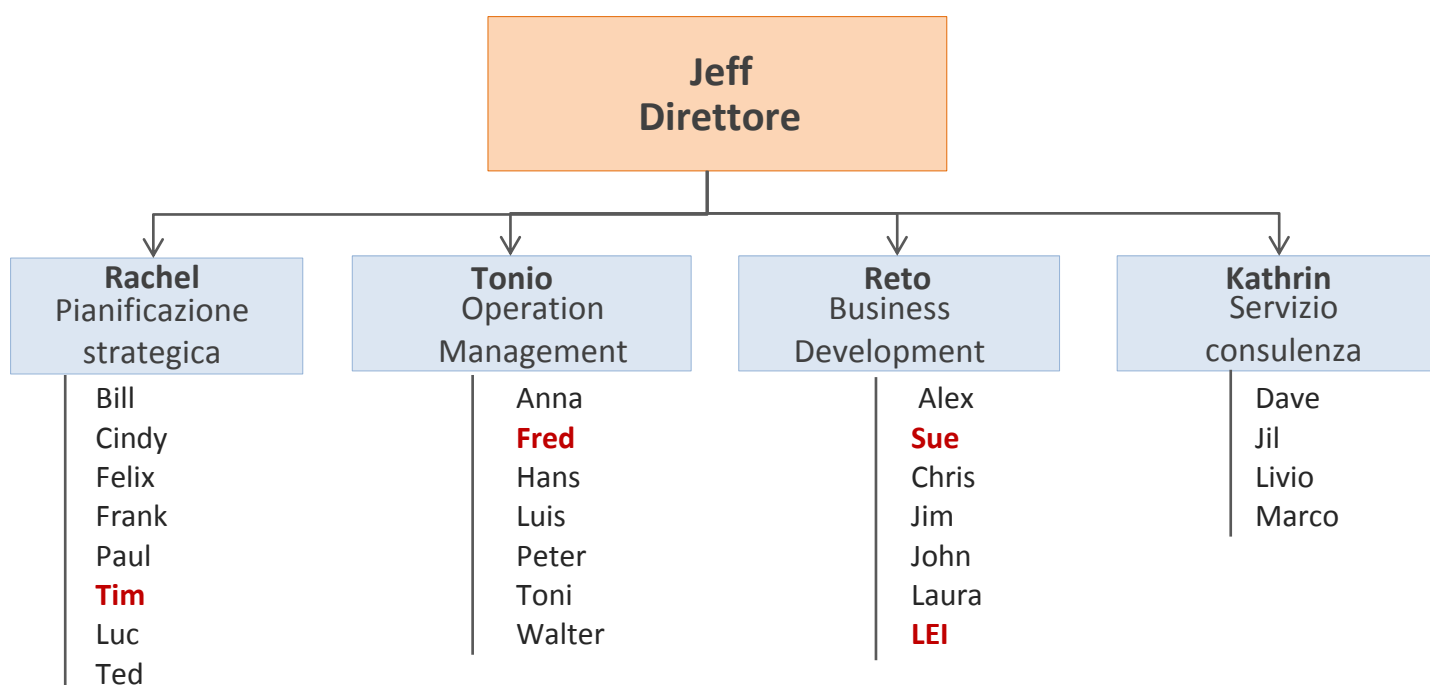 Jeff
Direttore
Rachel
Pianificazione
strategica
Bill
Cindy
Felix
Frank
Paul
Tim
Luc
Ted
Tonio
Operation
Management
Anna
Fred
Hans
Luis
Peter
Toni
Walter
Reto
Business
Development
Alex
Sue
Chris
Jim
John
Laura
LEI
Kathrin
Servizio
consulenza
Dave
Jil
Livio
Marco